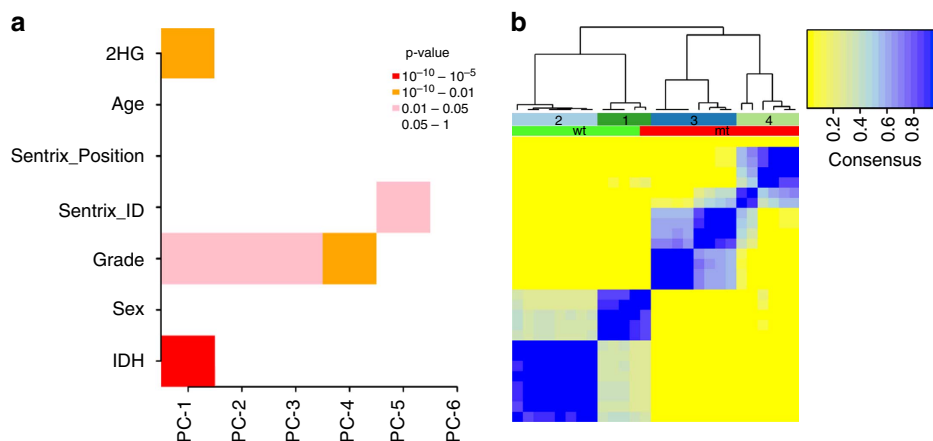 a
2HG
Age
Sentrix_Position
Sentrix_ID
Grade
Sex
IDH
PC-1
PC-2
PC-3
PC-4
PC-5
PC-6
p-value
10⁻¹⁰ – 10⁻⁵
10⁻¹⁰ – 0.01
0.01 – 0.05
0.05 – 1
b
2
1
3
4
wt
mt
0.2
0.4
0.6
0.8
Consensus